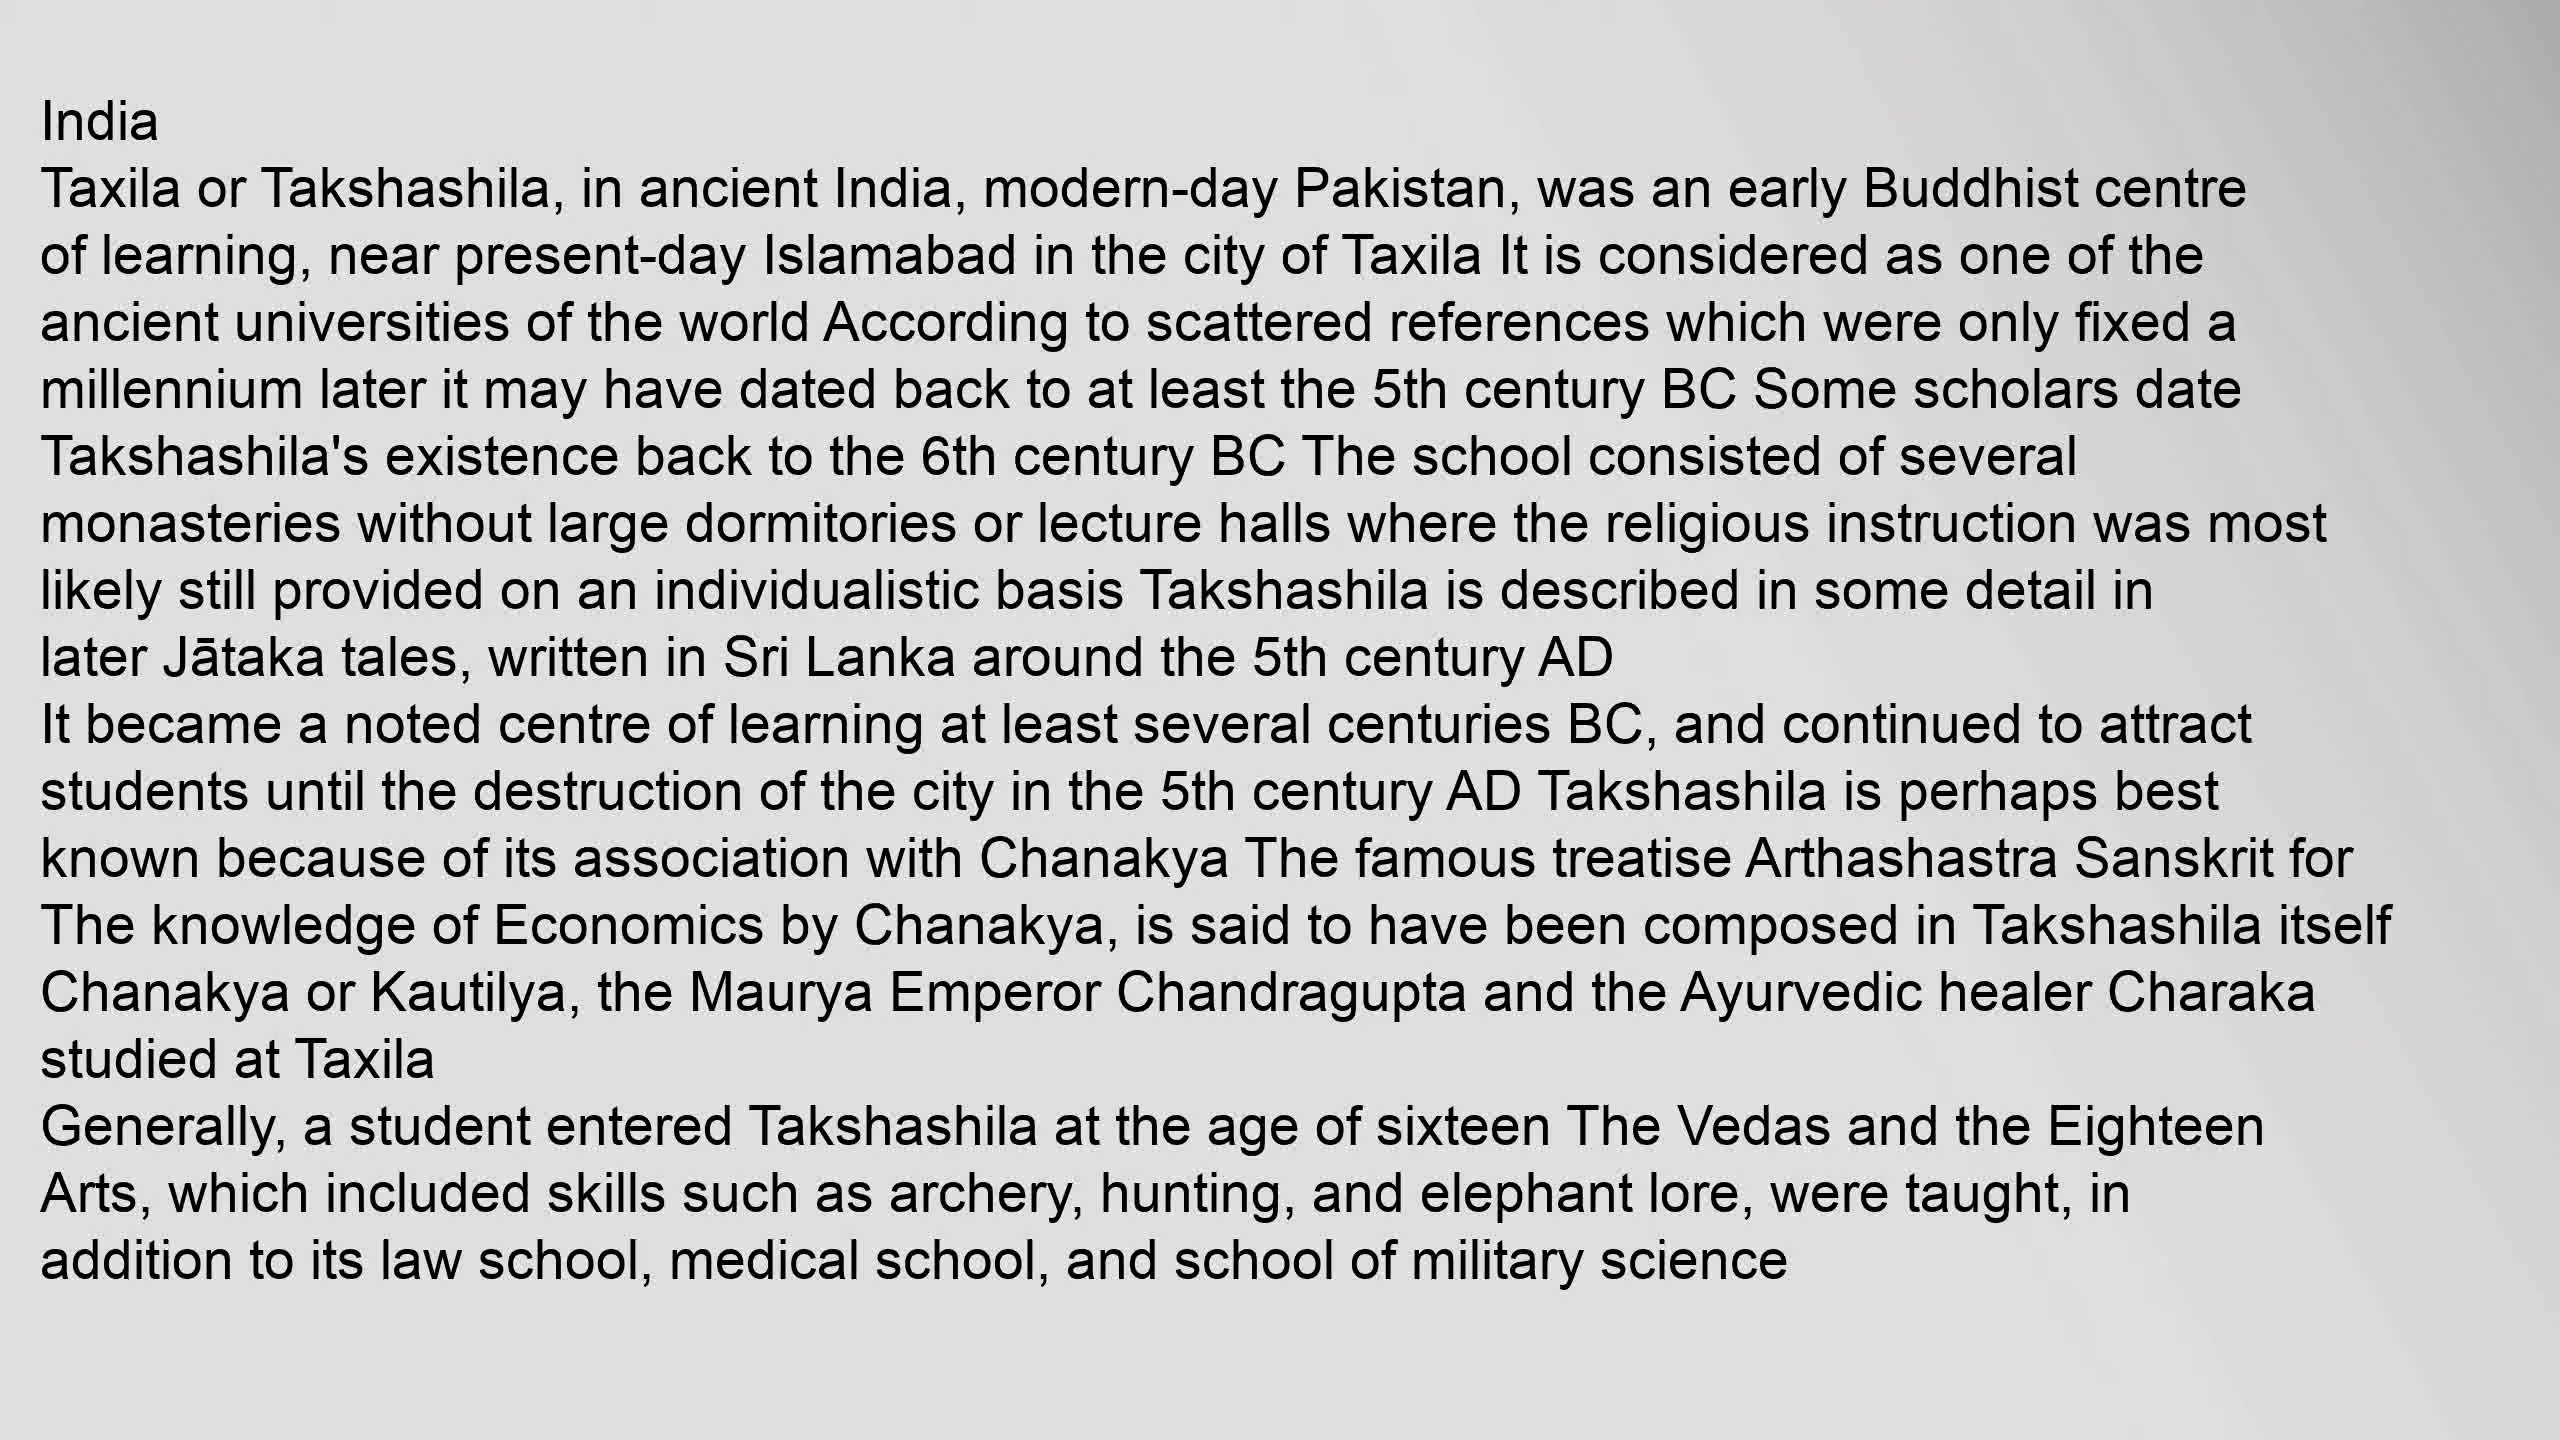 India
Taxila or Takshashila, in ancient India, modern-day Pakistan, was an early Buddhist centre
of learning, near present-day Islamabad in the city of Taxila It is considered as one of the
ancient universities of the world According to scattered references which were only fixed a
millennium later it may have dated back to at least the 5th century BC Some scholars date
Takshashila's existence back to the 6th century BC The school consisted of several
monasteries without large dormitories or lecture halls where the religious instruction was most
likely still provided on an individualistic basis Takshashila is described in some detail in
later Jātaka tales, written in Sri Lanka around the 5th century AD
It became a noted centre of learning at least several centuries BC, and continued to attract
students until the destruction of the city in the 5th century AD Takshashila is perhaps best
known because of its association with Chanakya The famous treatise Arthashastra Sanskrit for
The knowledge of Economics by Chanakya, is said to have been composed in Takshashila itself
Chanakya or Kautilya, the Maurya Emperor Chandragupta and the Ayurvedic healer Charaka
studied at Taxila
Generally, a student entered Takshashila at the age of sixteen The Vedas and the Eighteen
Arts, which included skills such as archery, hunting, and elephant lore, were taught, in
addition to its law school, medical school, and school of military science